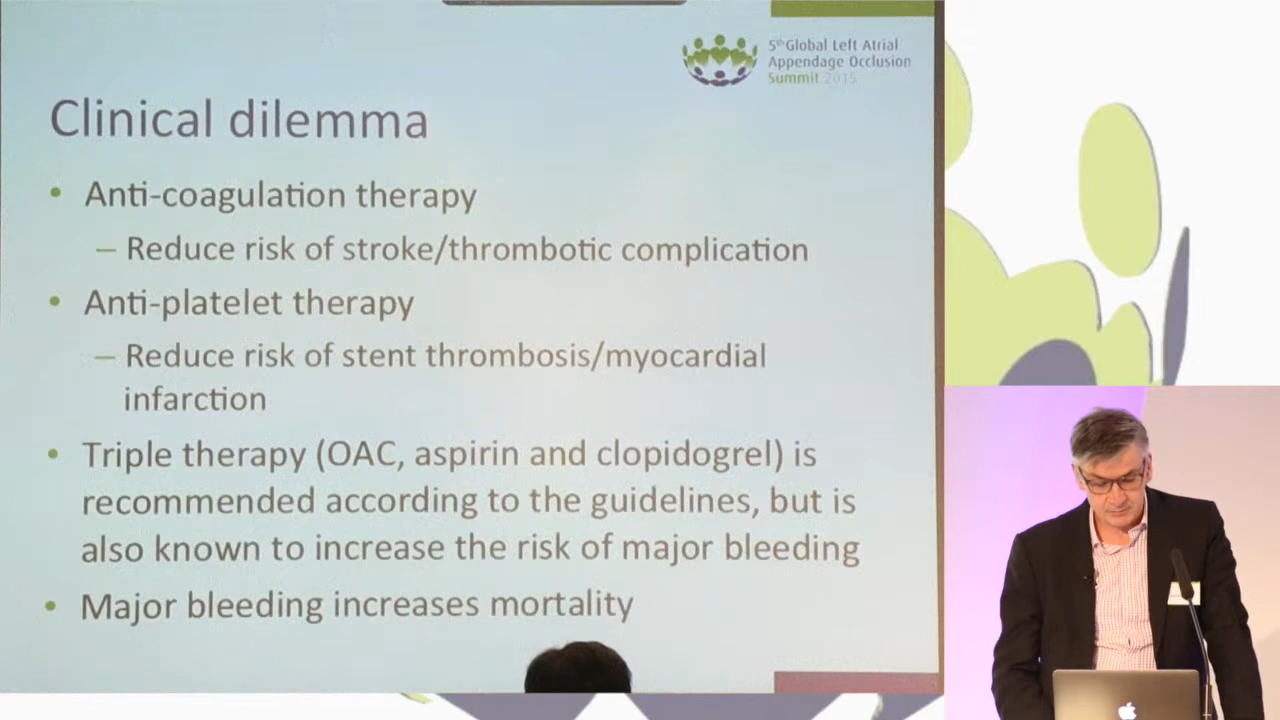 5th Global Left Atrial
Appendage Occlusion
Summit 2015
Clinical dilemma
• Anti-coagulation therapy
– Reduce risk of stroke/thrombotic complication
• Anti-platelet therapy
– Reduce risk of stent thrombosis/myocardial
infarction
• Triple therapy (OAC, aspirin and clopidogrel) is
recommended according to the guidelines, but is
also known to increase the risk of major bleeding
• Major bleeding increases mortality